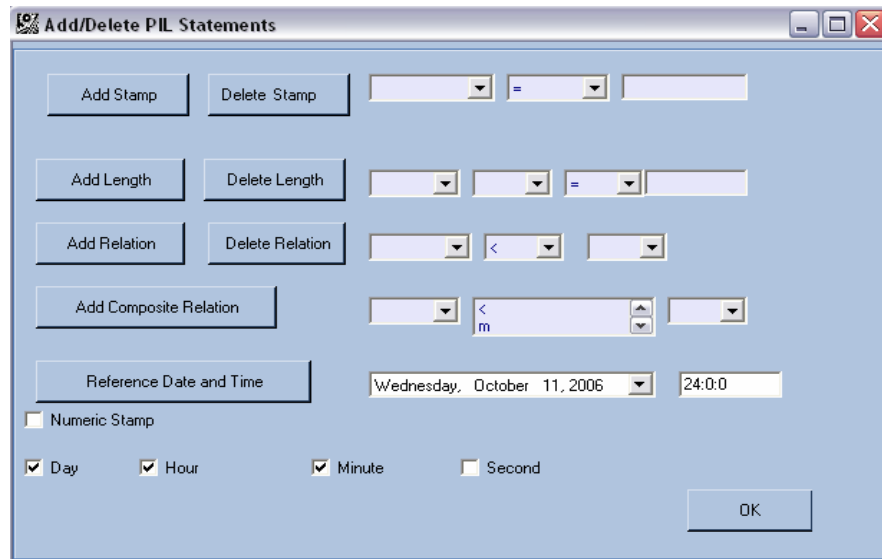 Add/Delete PIL Statements
Add Stamp Delete Stamp =
Add Length Delete Length =
Add Relation Delete Relation <
Add Composite Relation <
m
Reference Date and Time Wednesday, October 11, 2006 24:0:0
Numeric Stamp
Day Hour Minute Second
OK